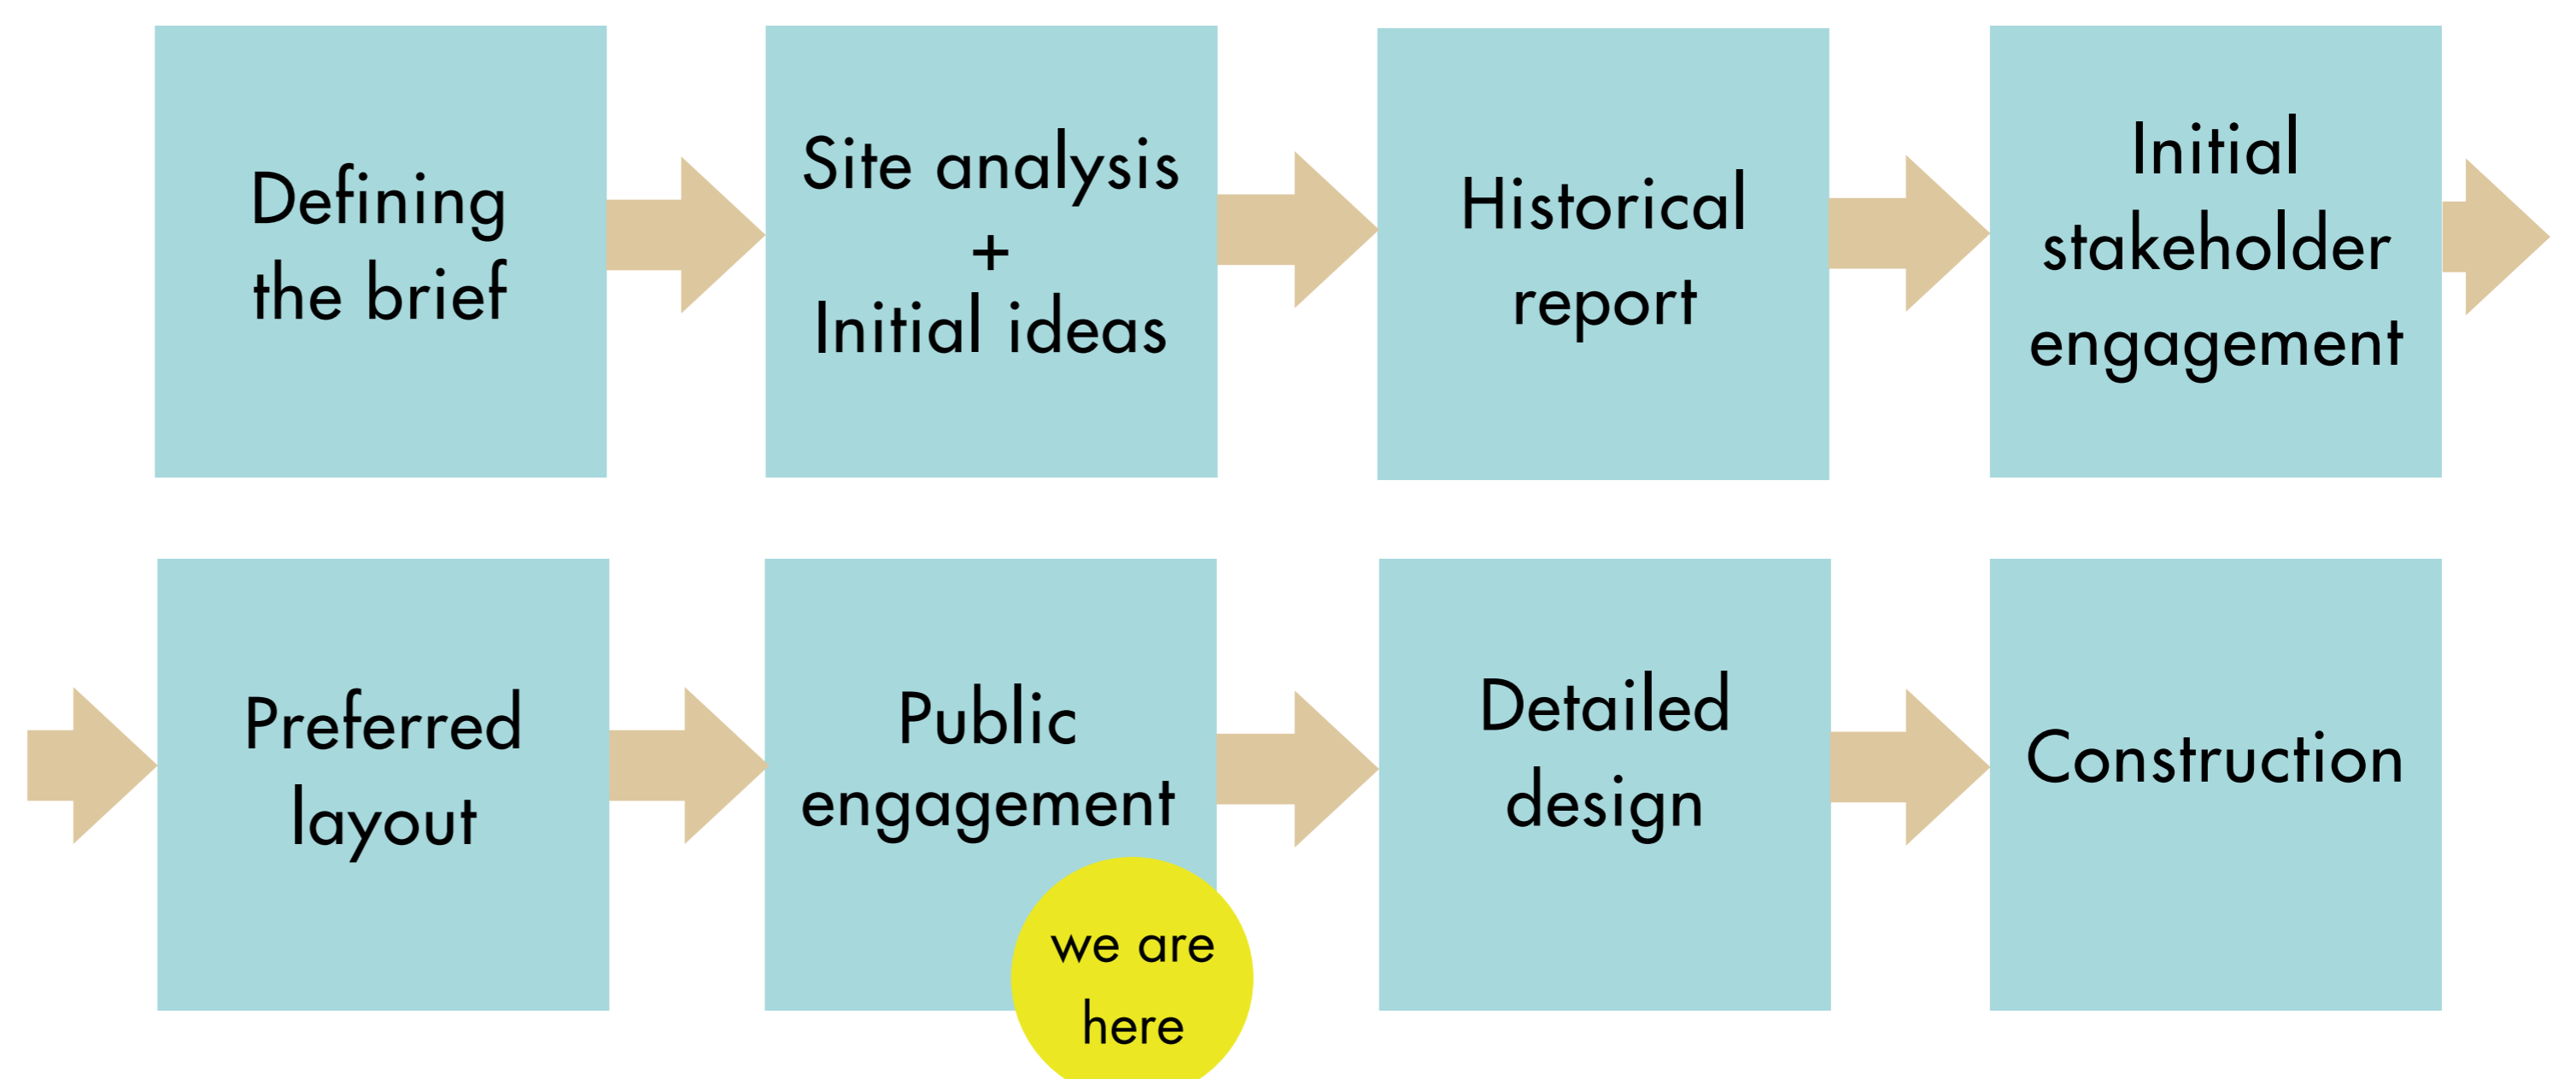 Defining
the brief
Site analysis
+
Initial ideas
Historical
report
Initial
stakeholder
engagement
Preferred
layout
Public
engagement
we are
here
Detailed
design
Construction